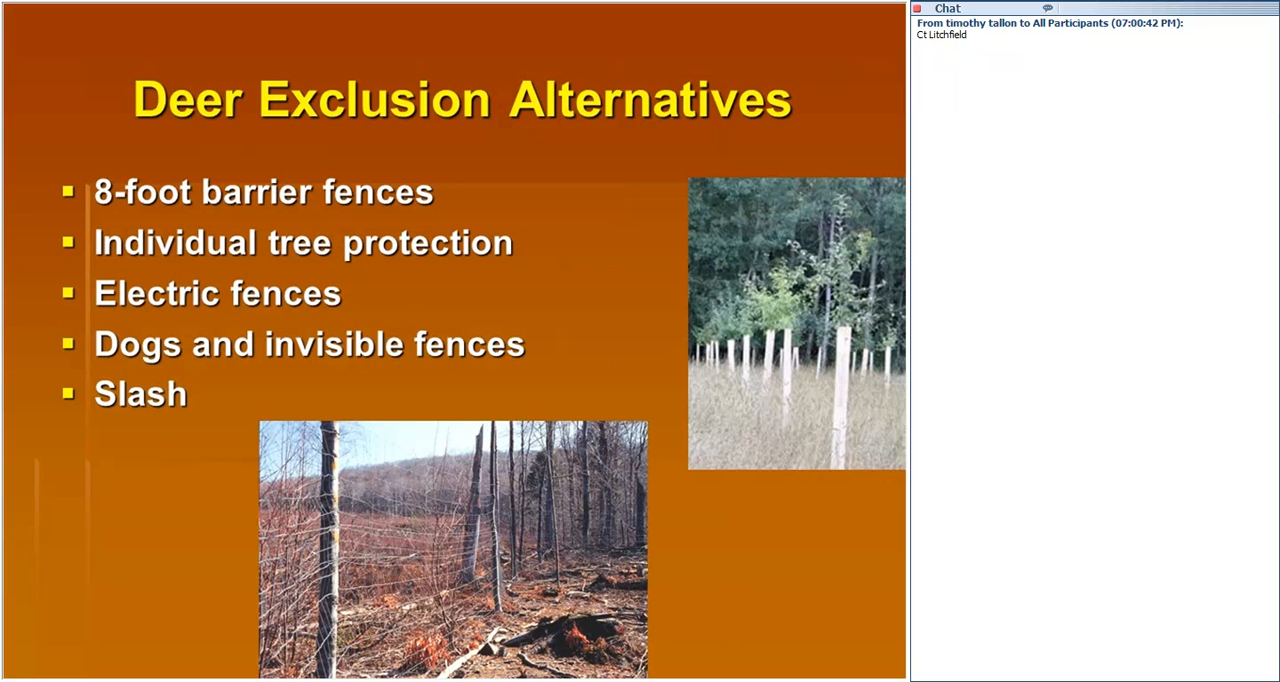 Deer Exclusion Alternatives
8-foot barrier fences
Individual tree protection
Electric fences
Dogs and invisible fences
Slash
Chat
From timothy tallon to All Participants (07:00:42 PM):
Ct Litchfield